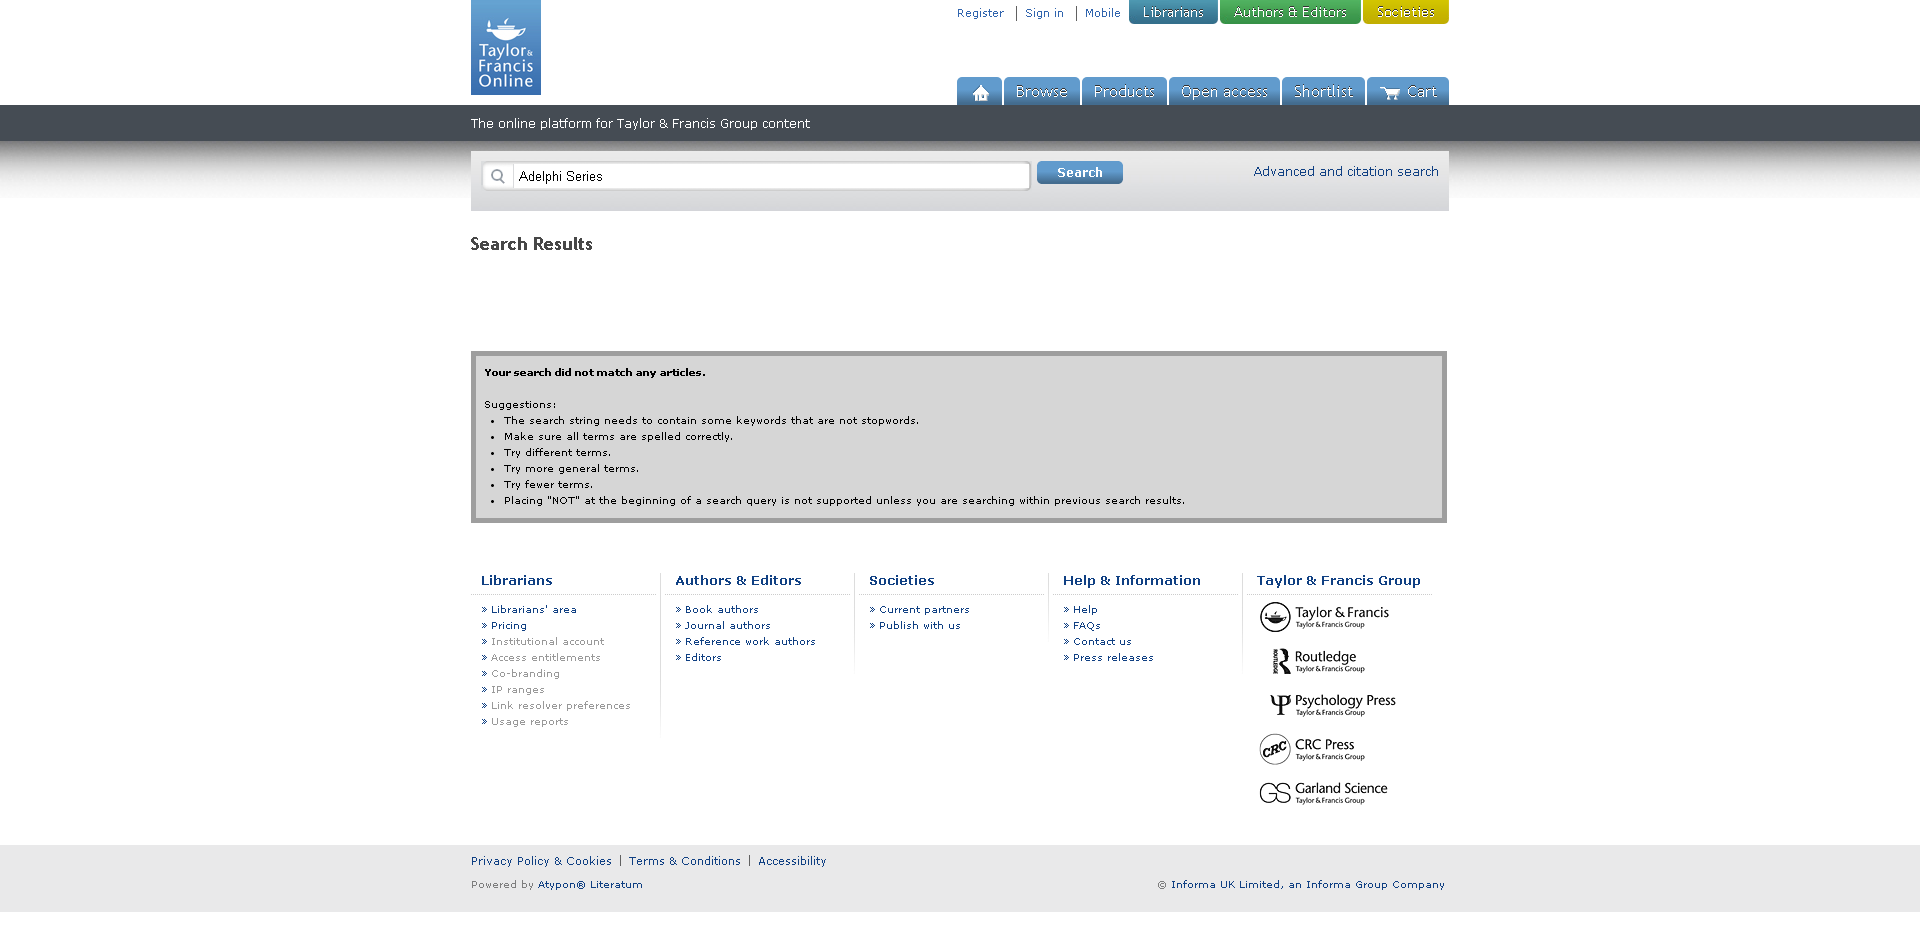 Taylor &
Francis
Online
Register
Sign in
Mobile
Librarians
Authors & Editors
Societies
Browse
Products
Open access
Shortlist
Cart
The online platform for Taylor & Francis Group content
Adelphi Series
Search
Advanced and citation search
Search Results
Your search did not match any articles.
Suggestions:
• The search string needs to contain some keywords that are not stopwords.
• Make sure all terms are spelled correctly.
• Try different terms.
• Try more general terms.
• Try fewer terms.
• Placing "NOT" at the beginning of a search query is not supported unless you are searching within previous search results.
Librarians
» Librarians' area
» Pricing
» Institutional account
» Access entitlements
» Co-branding
» IP ranges
» Link resolver preferences
» Usage reports
Authors & Editors
» Book authors
» Journal authors
» Reference work authors
» Editors
Societies
» Current partners
» Publish with us
Help & Information
» Help
» FAQs
» Contact us
» Press releases
Taylor & Francis Group
Taylor & Francis
Taylor & Francis Group
ROUTLEDGE
Routledge
Taylor & Francis Group
Psychology Press
Taylor & Francis Group
CRC
CRC Press
Taylor & Francis Group
GS
Garland Science
Taylor & Francis Group
Privacy Policy & Cookies | Terms & Conditions | Accessibility
Powered by Atypon® Literatum
© Informa UK Limited, an Informa Group Company